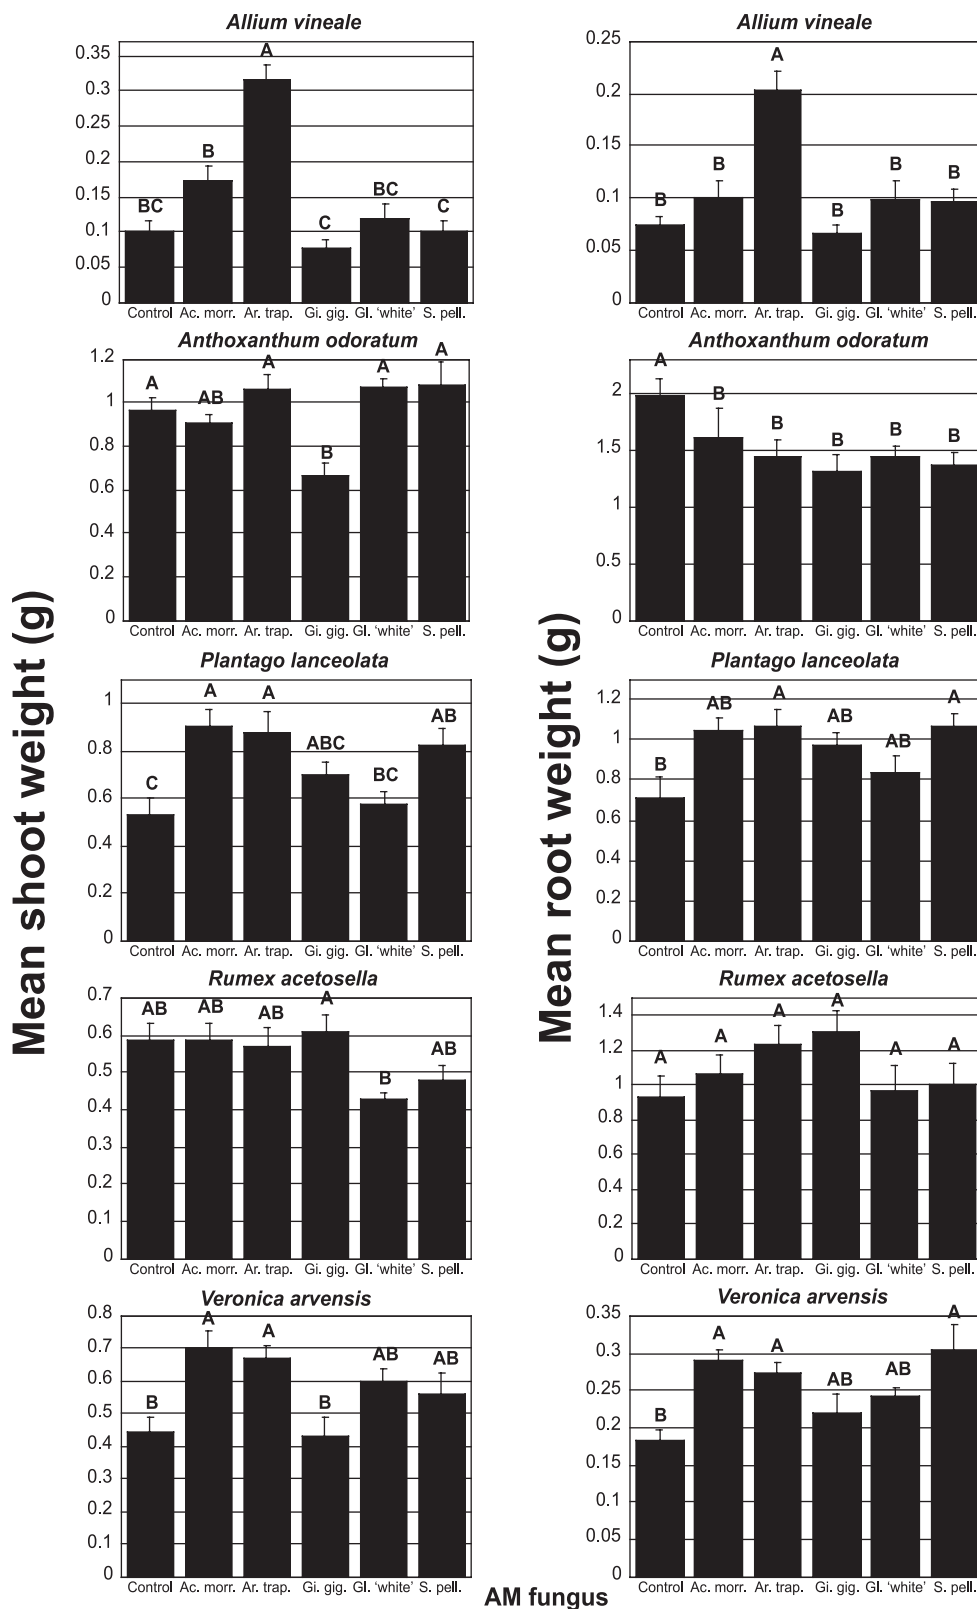 Mean shoot weight (g)
Allium vineale
0.35
0.3
0.25
0.2
0.15
0.1
0.05
0
BC
B
A
C
BC
C
Control Ac. morr. Ar. trap. Gi. gig. Gl. 'white' S. pell.
Anthoxanthum odoratum
1.2
1
0.8
0.6
0.4
0.2
0
A
AB
A
B
A
A
Control Ac. morr. Ar. trap. Gi. gig. Gl. 'white' S. pell.
Plantago lanceolata
1
0.8
0.6
0.4
0.2
0
C
A
A
ABC
BC
AB
Control Ac. morr. Ar. trap. Gi. gig. Gl. 'white' S. pell.
Rumex acetosella
0.7
0.6
0.5
0.4
0.3
0.2
0.1
0
AB
AB
AB
A
B
AB
Control Ac. morr. Ar. trap. Gi. gig. Gl. 'white' S. pell.
Veronica arvensis
0.8
0.7
0.6
0.5
0.4
0.3
0.2
0.1
0
B
A
A
B
AB
AB
Control Ac. morr. Ar. trap. Gi. gig. Gl. 'white' S. pell.
Mean root weight (g)
Allium vineale
0.25
0.2
0.15
0.1
0.05
0
B
B
A
B
B
B
Control Ac. morr. Ar. trap. Gi. gig. Gl. 'white' S. pell.
Anthoxanthum odoratum
2
1.5
1
0.5
0
A
B
B
B
B
B
Control Ac. morr. Ar. trap. Gi. gig. Gl. 'white' S. pell.
Plantago lanceolata
1.2
1
0.8
0.6
0.4
0.2
0
B
AB
A
AB
AB
A
Control Ac. morr. Ar. trap. Gi. gig. Gl. 'white' S. pell.
Rumex acetosella
1.4
1.2
1
0.8
0.6
0.4
0.2
0
A
A
A
A
A
A
Control Ac. morr. Ar. trap. Gi. gig. Gl. 'white' S. pell.
Veronica arvensis
0.35
0.3
0.25
0.2
0.15
0.1
0.05
0
B
A
A
AB
AB
A
Control Ac. morr. Ar. trap. Gi. gig. Gl. 'white' S. pell.
AM fungus